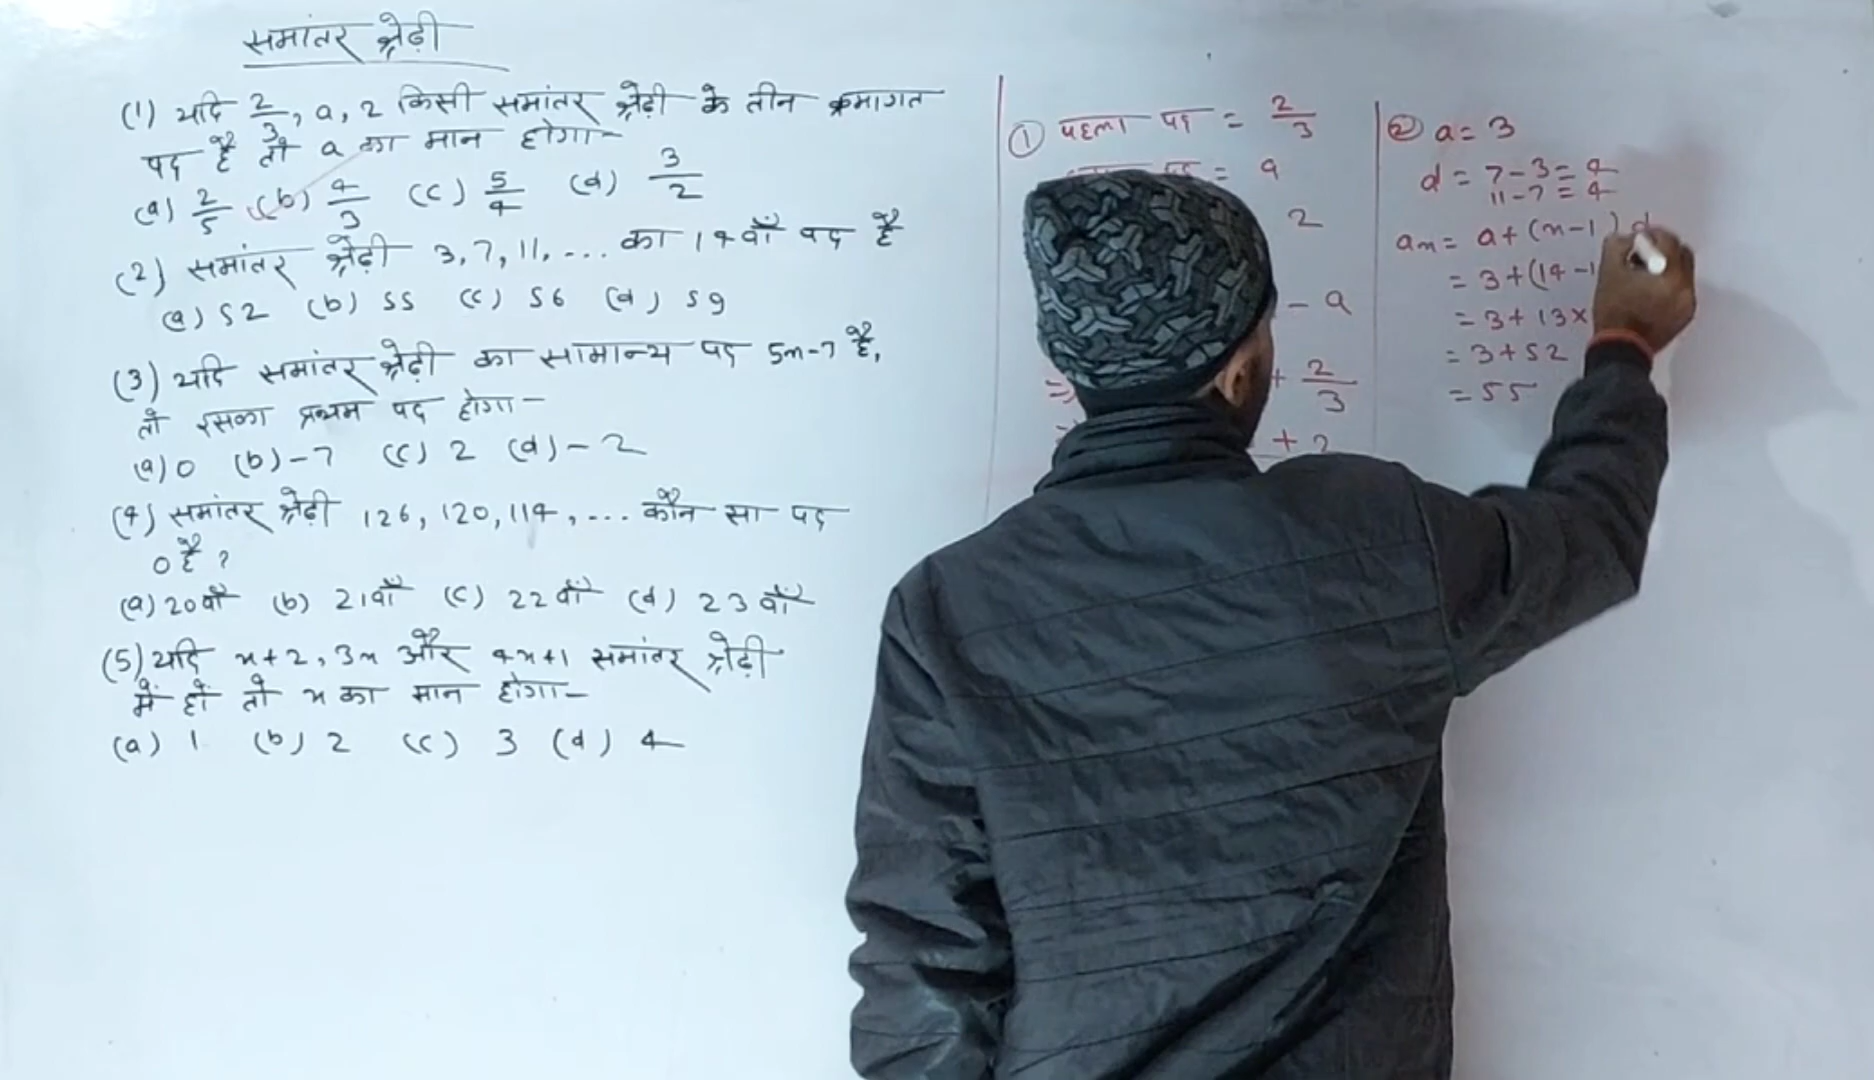 समांतर श्रेढ़ी
(1) यदि 2/3, a, 2 किसी समांतर श्रेढ़ी के तीन क्रमागत
पद हैं तो a का मान होगा-
(a) 2/5 (b) 4/3 (c) 5/4 (d) 3/2
(2) समांतर श्रेढ़ी 3, 7, 11, ... का 14वाँ पद है
(a) 52 (b) 55 (c) 56 (d) 59
(3) यदि समांतर श्रेढ़ी का सामान्य पद 5n-7 है,
तो इसका प्रथम पद होगा-
(a) 0 (b) -7 (c) 2 (d) -2
(4) समांतर श्रेढ़ी 126, 120, 114, ... कौन सा पद
0 है ?
(a) 20वाँ (b) 21वाँ (c) 22वाँ (d) 23वाँ
(5) यदि x+2, 3x और 4x+1 समांतर श्रेढ़ी
में हों तो x का मान होगा-
(a) 1 (b) 2 (c) 3 (d) 4
① पहला पद = 2/3
= a
2
- a
+ 2/3
+ 2
② a = 3
d = 7-3 = 4
11-7 = 4
an = a+(n-1) d
= 3+(14-1
= 3+13×
= 3+52
= 55